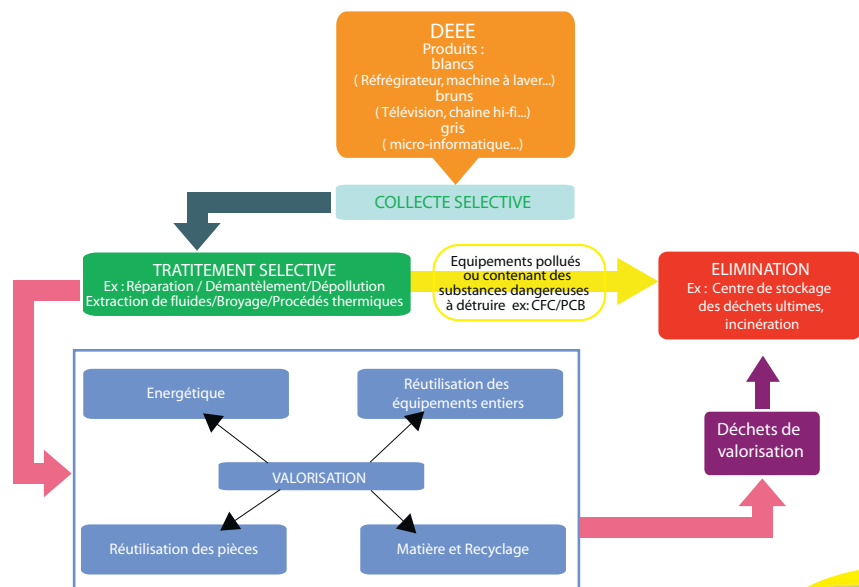 DEEE
Produits :
blancs
( Réfrégirateur, machine à laver...)
bruns
( Télévision, chaine hi-fi...)
gris
( micro-informatique...)
COLLECTE SELECTIVE
TRATITEMENT SELECTIVE
Ex : Réparation / Démantèlement/Dépollution
Extraction de fluides/Broyage/Procédés thermiques
Equipements pollués
ou contenant des
substances dangereuses
à détruire ex: CFC/PCB
ELIMINATION
Ex : Centre de stockage
des déchets ultimes,
incinération
Energétique
Réutilisation des
équipements entiers
VALORISATION
Réutilisation des pièces
Matière et Recyclage
Déchets de
valorisation